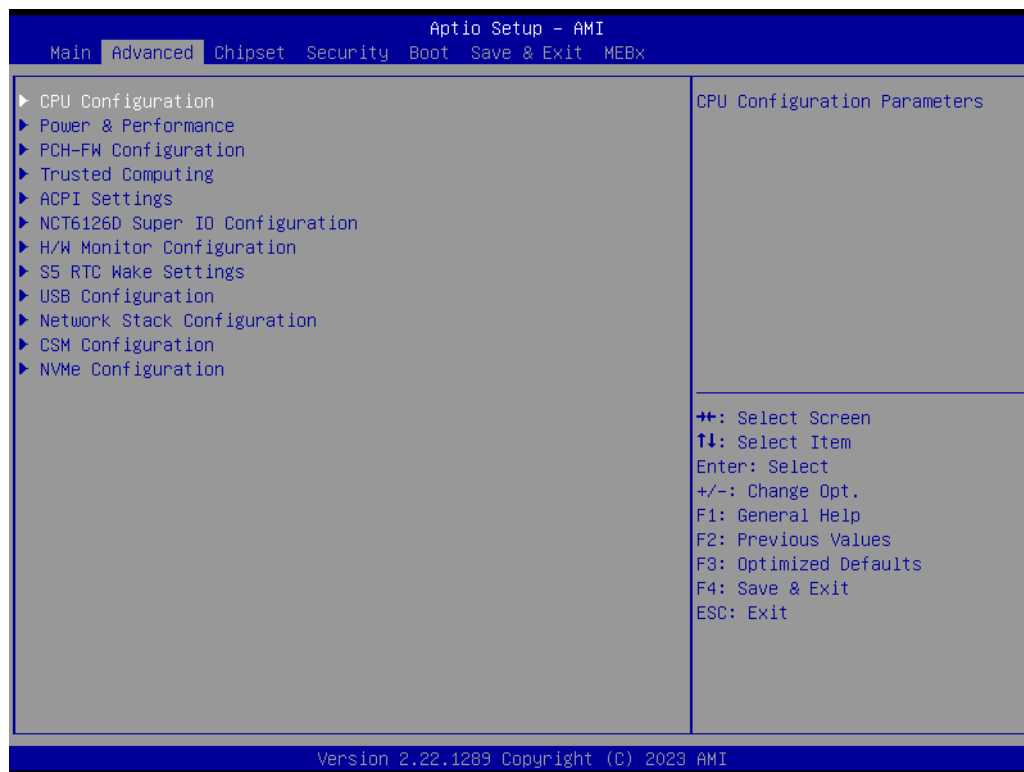 Aptio Setup - AMI
Main Advanced Chipset Security Boot Save & Exit MEBx
CPU Configuration
Power & Performance
PCH-FW Configuration
Trusted Computing
ACPI Settings
NCT6126D Super IO Configuration
H/W Monitor Configuration
S5 RTC Wake Settings
USB Configuration
Network Stack Configuration
CSM Configuration
NVMe Configuration
CPU Configuration Parameters
→←: Select Screen
↑↓: Select Item
Enter: Select
+/-: Change Opt.
F1: General Help
F2: Previous Values
F3: Optimized Defaults
F4: Save & Exit
ESC: Exit
Version 2.22.1289 Copyright (C) 2023 AMI